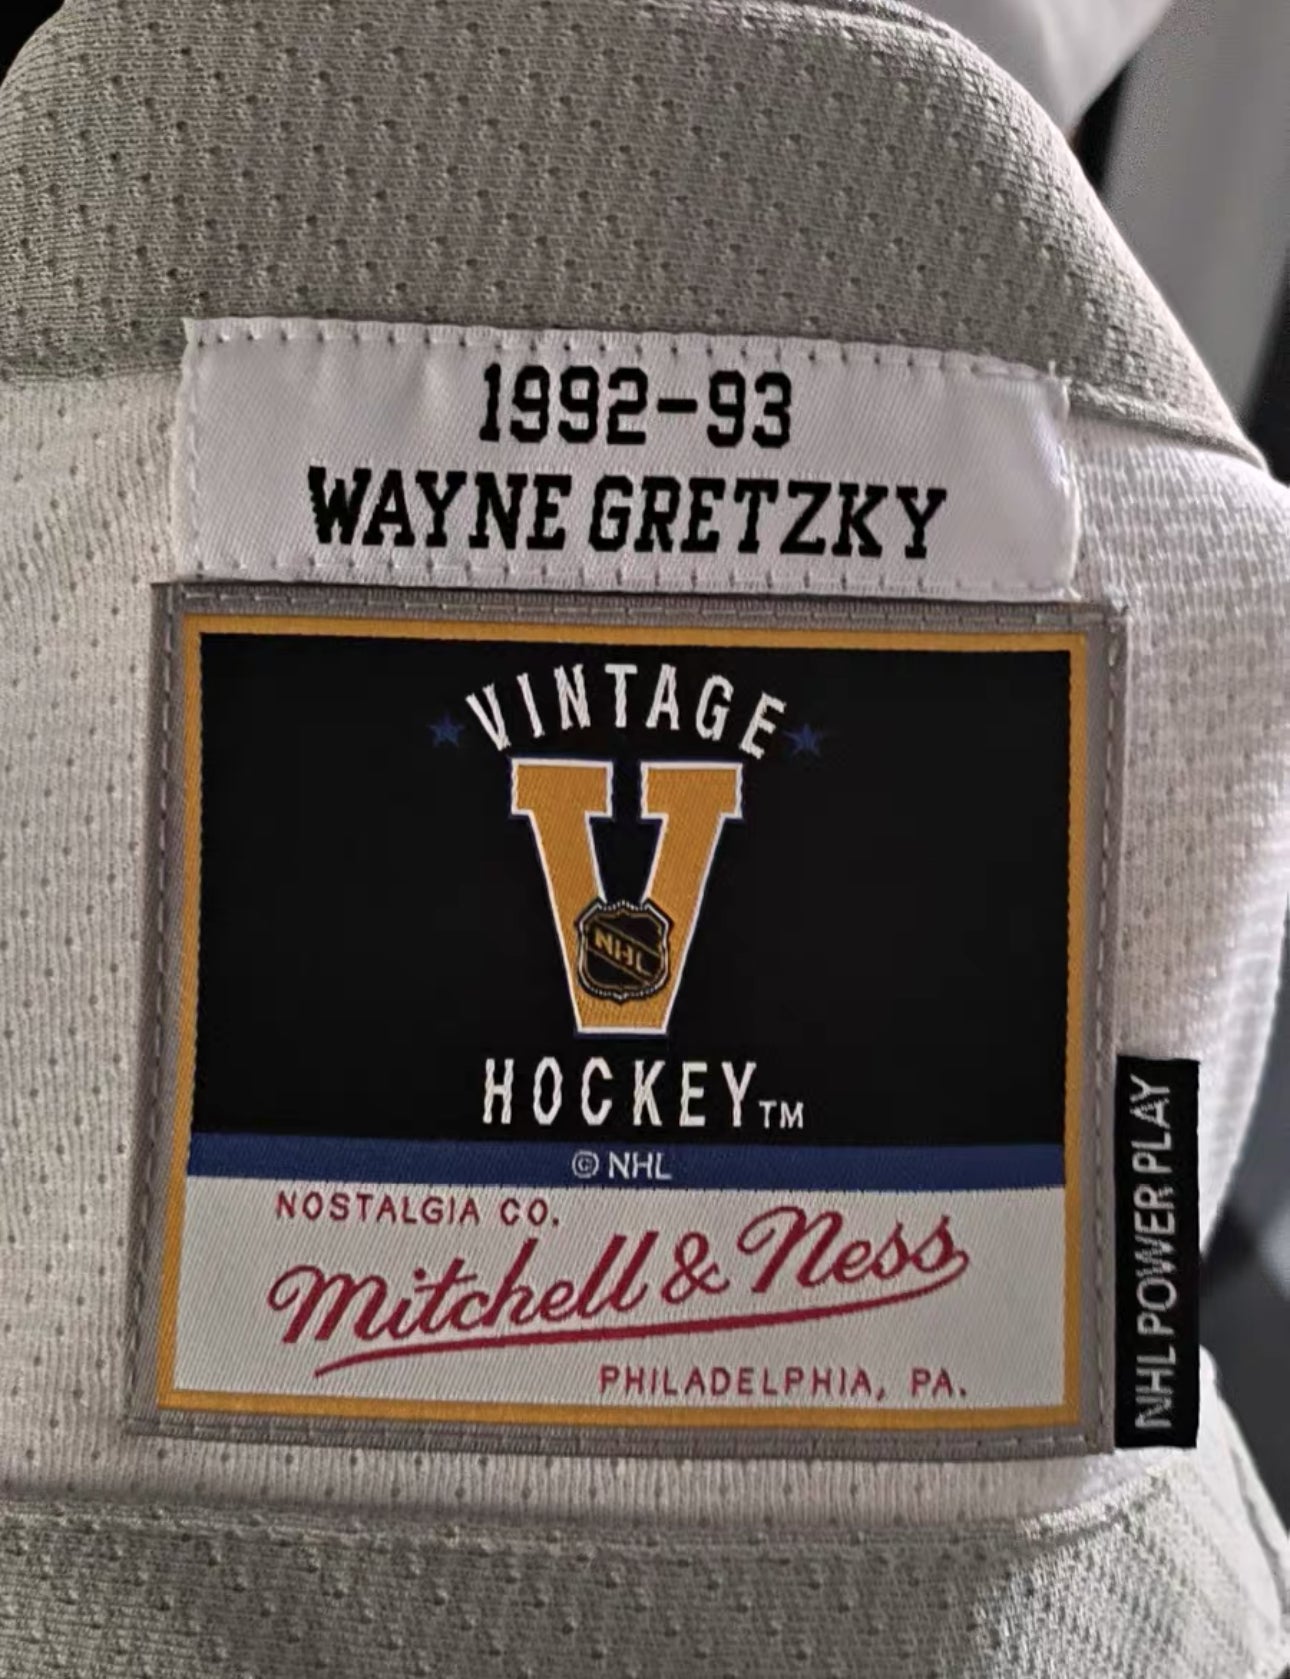 1992-93
WAYNE GRETZKY
VINTAGE
V
NHL
HOCKEY™
© NHL
NOSTALGIA CO.
Mitchell & Ness
PHILADELPHIA, PA.
NHL POWER PLAY